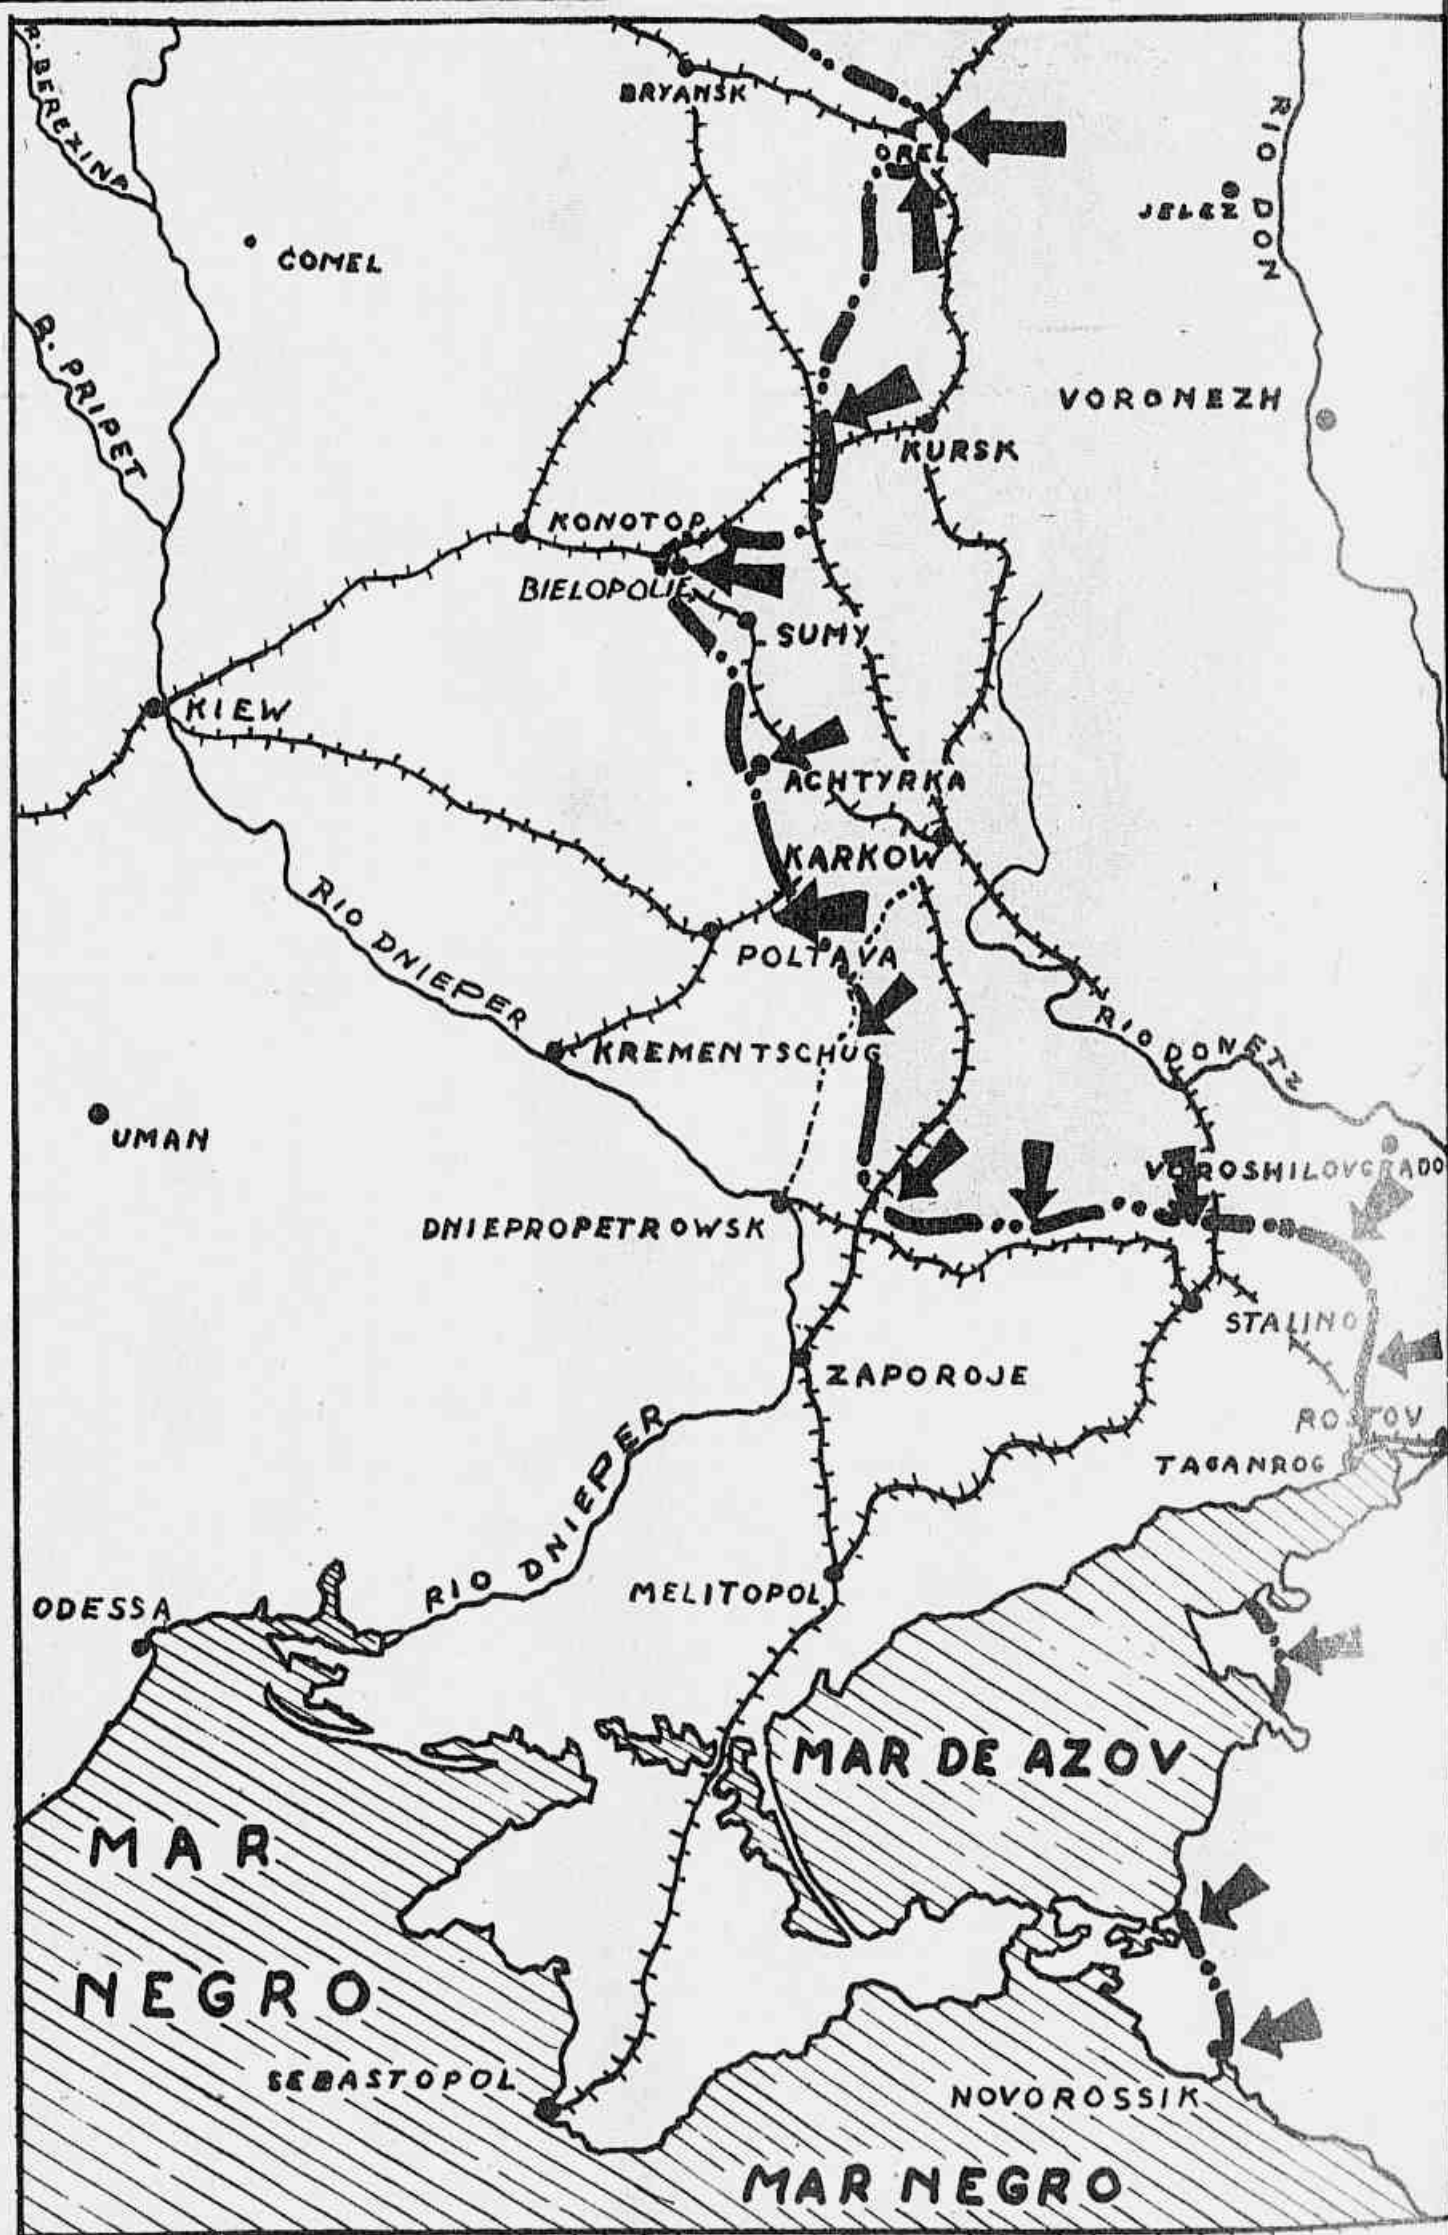 R. BEREZINA
BRYANSK
OREL
RIO DON
JELEZ
GOMEL
R. PRIPET
VORONEZH
KURSK
KONOTOP
BIELOPOLIE
SUMY
KIEW
ACHTYRKA
KARKOW
RIO DNIEPER
POLTAVA
RIO DONETZ
KREMENTSCHUG
UMAN
VOROSHILOVGRADO
DNIEPROPETROWSK
STALINO
ZAPOROJE
ROSTOV
TAGANROG
RIO DNIEPER
MELITOPOL
ODESSA
MAR DE AZOV
MAR
NEGRO
SEBASTOPOL
NOVOROSSIK
MAR NEGRO